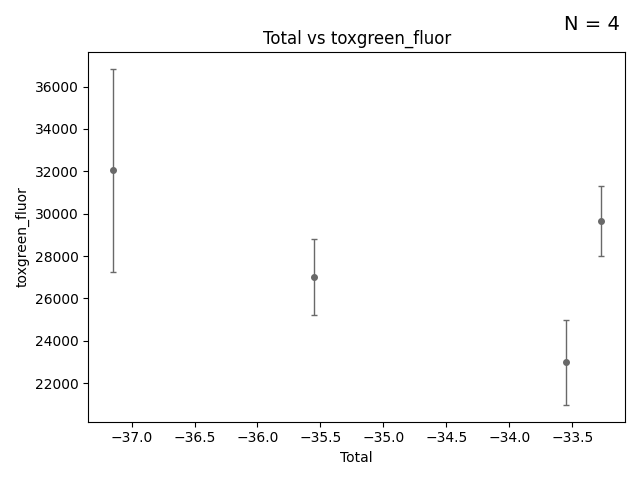 N = 4
Total vs toxgreen_fluor
toxgreen_fluor
36000
34000
32000
30000
28000
26000
24000
22000
−37.0 −36.5 −36.0 −35.5 −35.0 −34.5 −34.0 −33.5
Total